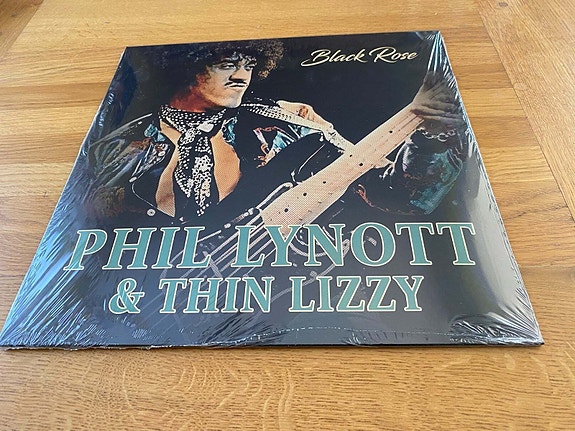 Black Rose
PHIL LYNOTT
& THIN LIZZY